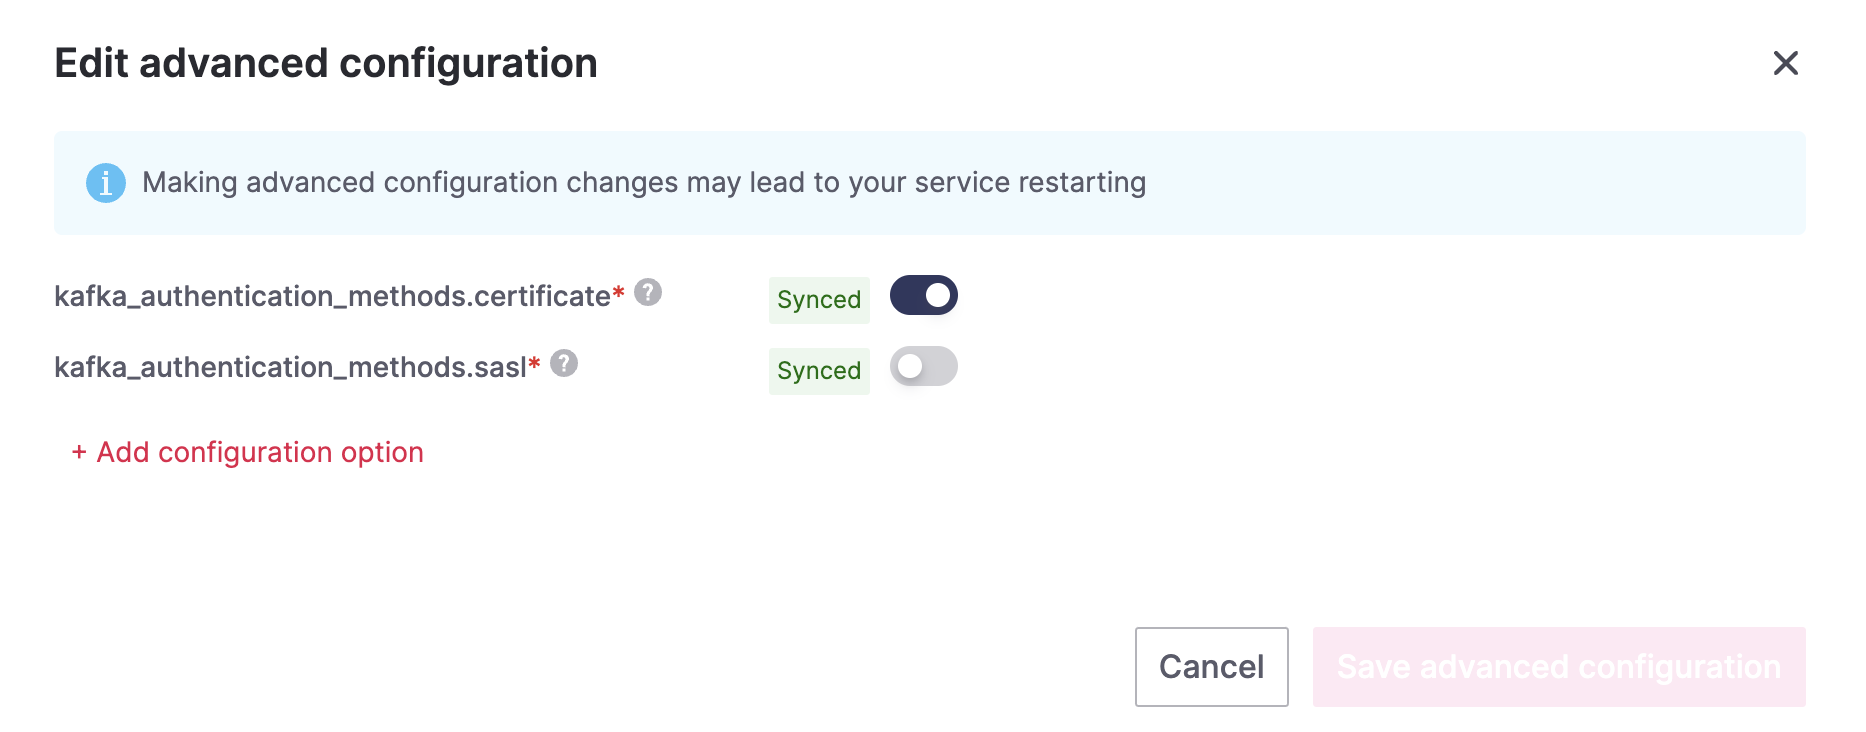 Edit advanced configuration
i Making advanced configuration changes may lead to your service restarting
kafka_authentication_methods.certificate* ? Synced
kafka_authentication_methods.sasl* ? Synced
+ Add configuration option
Cancel Save advanced configuration